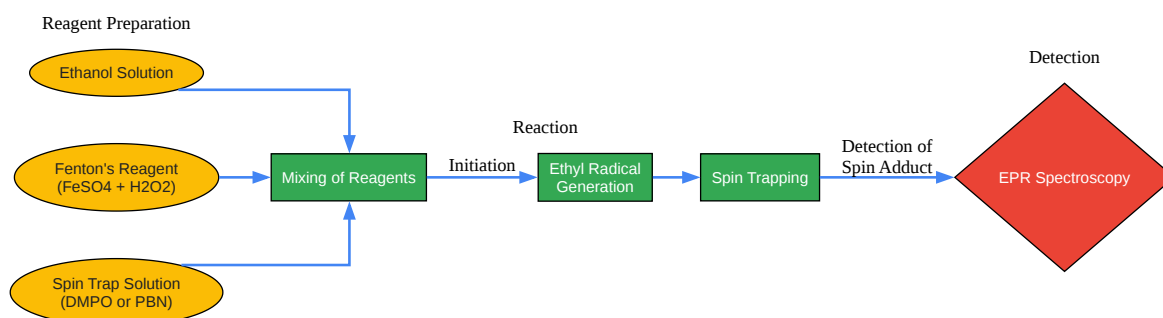 Reagent Preparation
Ethanol Solution
Fenton's Reagent
(FeSO4 + H2O2)
Spin Trap Solution
(DMPO or PBN)
Mixing of Reagents
Initiation
Reaction
Ethyl Radical
Generation
Spin Trapping
Detection of
Spin Adduct
Detection
EPR Spectroscopy